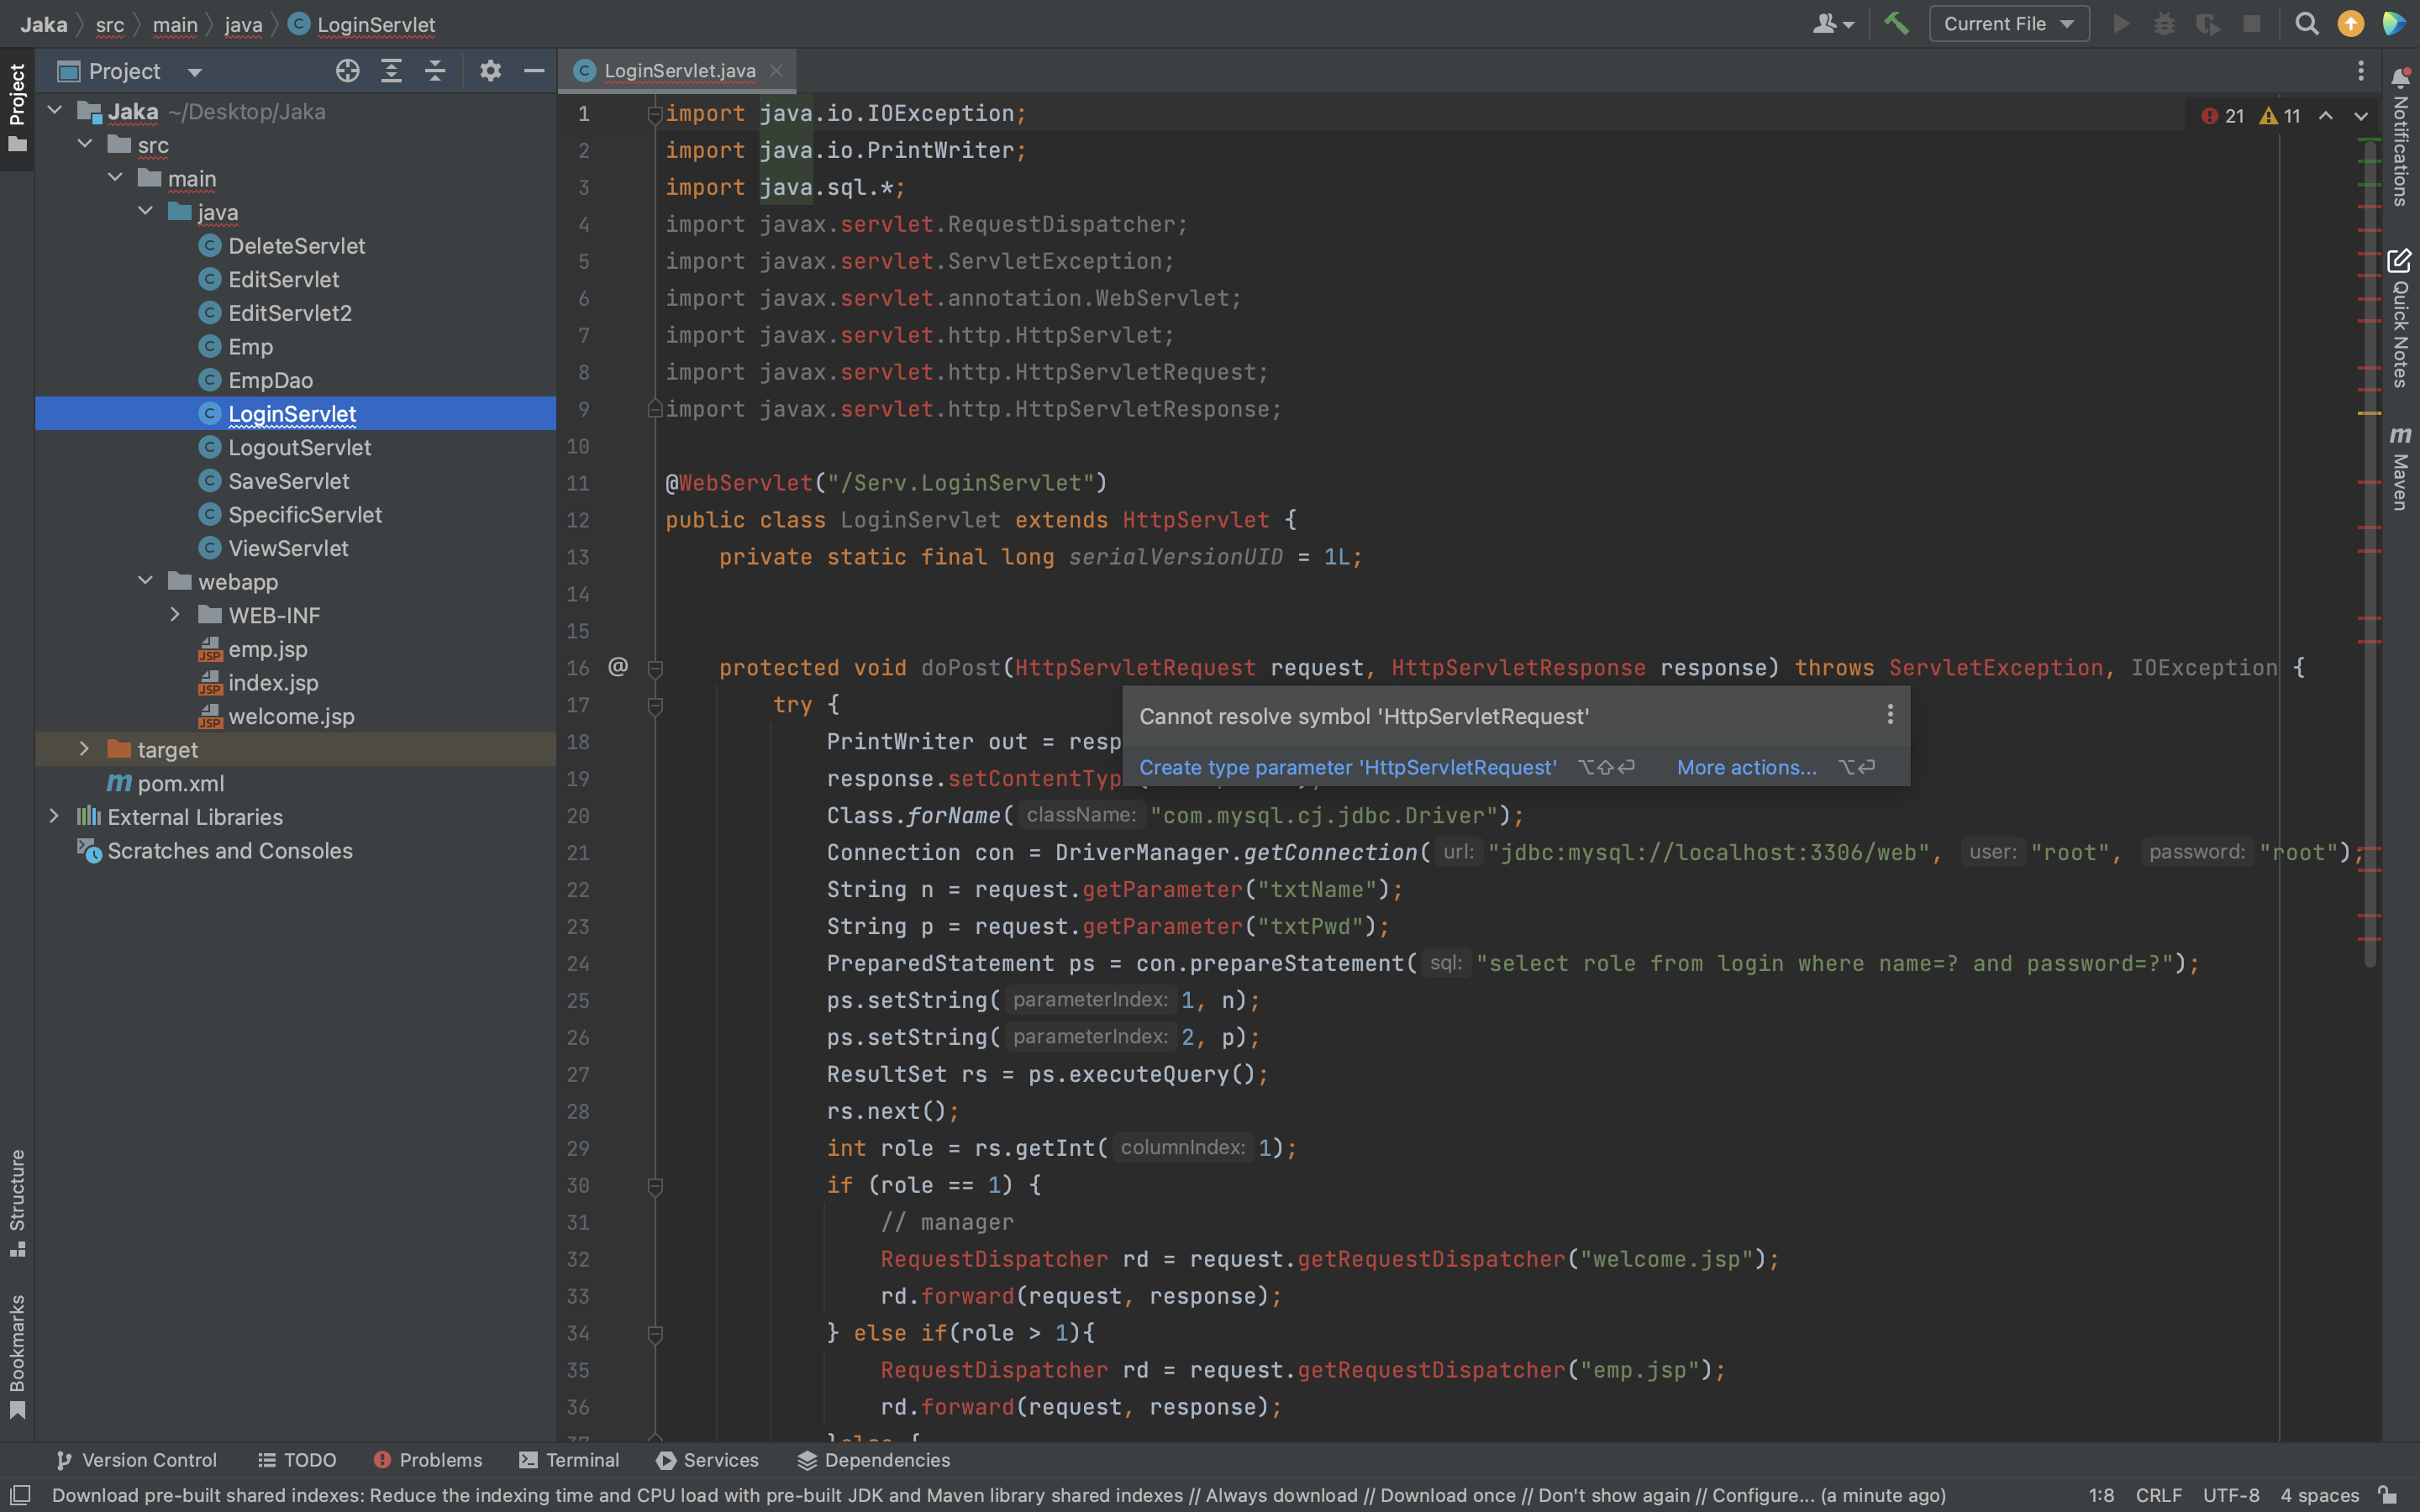 Jaka src main java LoginServlet
Current File
Project
LoginServlet.java
Jaka ~/Desktop/Jaka
src
main
java
DeleteServlet
EditServlet
EditServlet2
Emp
EmpDao
LoginServlet
LogoutServlet
SaveServlet
SpecificServlet
ViewServlet
webapp
WEB-INF
JSP emp.jsp
JSP index.jsp
JSP welcome.jsp
target
pom.xml
External Libraries
Scratches and Consoles
Project
Structure
Bookmarks
21 11
1 import java.io.IOException;
2 import java.io.PrintWriter;
3 import java.sql.*;
4 import javax.servlet.RequestDispatcher;
5 import javax.servlet.ServletException;
6 import javax.servlet.annotation.WebServlet;
7 import javax.servlet.http.HttpServlet;
8 import javax.servlet.http.HttpServletRequest;
9 import javax.servlet.http.HttpServletResponse;
10
11 @WebServlet("/Serv.LoginServlet")
12 public class LoginServlet extends HttpServlet {
13 private static final long serialVersionUID = 1L;
14
15
16 @ protected void doPost(HttpServletRequest request, HttpServletResponse response) throws ServletException, IOException {
17 try {
18 PrintWriter out = resp
19 response.setContentTyp
Cannot resolve symbol 'HttpServletRequest'
Create type parameter 'HttpServletRequest' ⌥⇧⏎ More actions... ⌥⏎
20 Class.forName( className: "com.mysql.cj.jdbc.Driver");
21 Connection con = DriverManager.getConnection( url: "jdbc:mysql://localhost:3306/web", user: "root", password: "root");
22 String n = request.getParameter("txtName");
23 String p = request.getParameter("txtPwd");
24 PreparedStatement ps = con.prepareStatement( sql: "select role from login where name=? and password=?");
25 ps.setString( parameterIndex: 1, n);
26 ps.setString( parameterIndex: 2, p);
27 ResultSet rs = ps.executeQuery();
28 rs.next();
29 int role = rs.getInt( columnIndex: 1);
30 if (role == 1) {
31 // manager
32 RequestDispatcher rd = request.getRequestDispatcher("welcome.jsp");
33 rd.forward(request, response);
34 } else if(role > 1){
35 RequestDispatcher rd = request.getRequestDispatcher("emp.jsp");
36 rd.forward(request, response);
37 }else {
Notifications
Quick Notes
Maven
Version Control TODO Problems Terminal Services Dependencies
Download pre-built shared indexes: Reduce the indexing time and CPU load with pre-built JDK and Maven library shared indexes // Always download // Download once // Don't show again // Configure... (a minute ago) 1:8 CRLF UTF-8 4 spaces